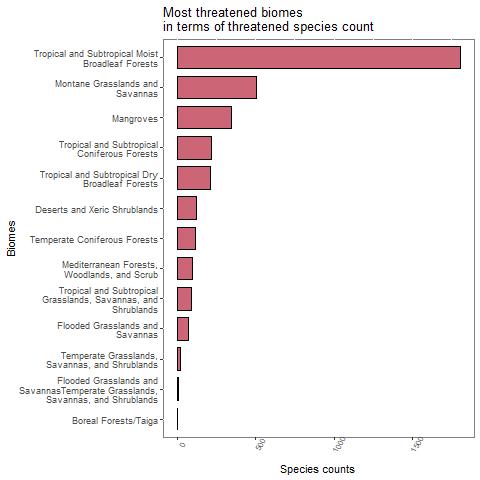 Most threatened biomes
in terms of threatened species count
Tropical and Subtropical Moist
Broadleaf Forests
Montane Grasslands and
Savannas
Mangroves
Tropical and Subtropical
Coniferous Forests
Tropical and Subtropical Dry
Broadleaf Forests
Deserts and Xeric Shrublands
Temperate Coniferous Forests
Mediterranean Forests,
Woodlands, and Scrub
Tropical and Subtropical
Grasslands, Savannas, and
Shrublands
Flooded Grasslands and
Savannas
Temperate Grasslands,
Savannas, and Shrublands
Flooded Grasslands and
SavannasTemperate Grasslands,
Savannas, and Shrublands
Boreal Forests/Taiga
Biomes
0
500
1000
1500
Species counts